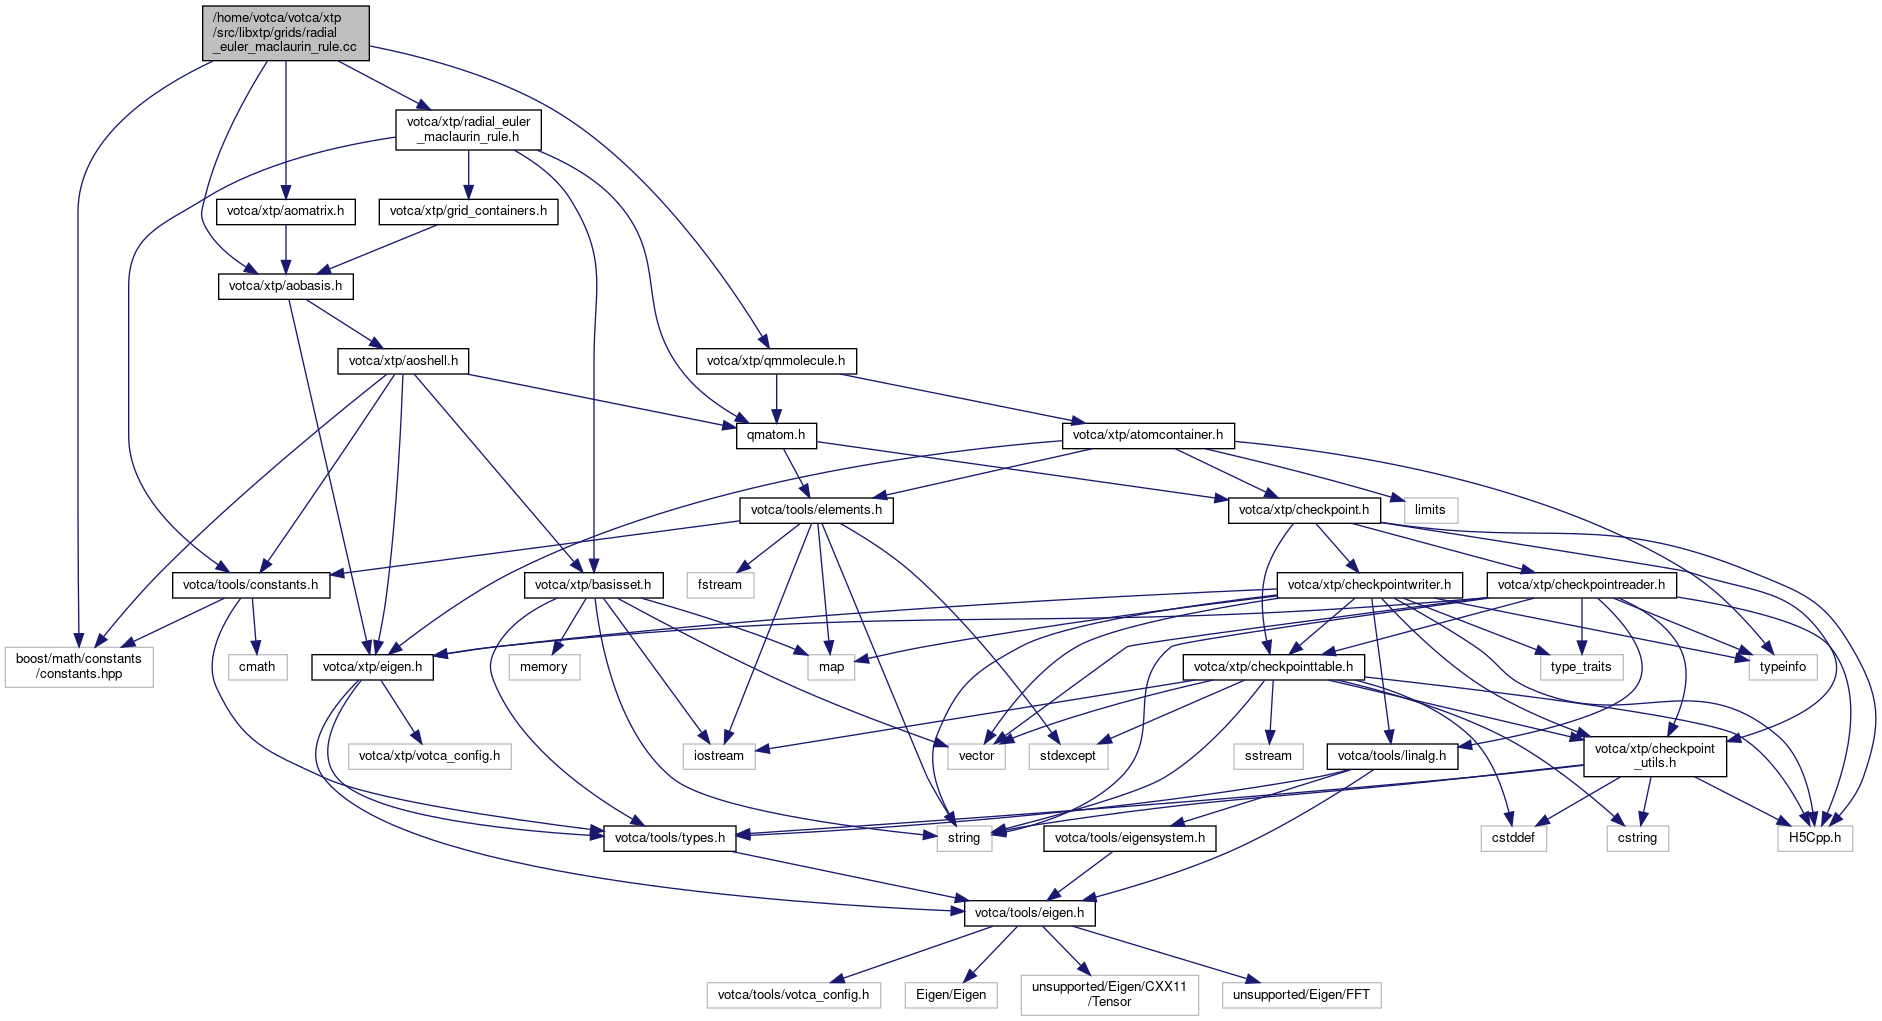 /home/votca/votca/xtp
/src/libxtp/grids/radial
_euler_maclaurin_rule.cc
votca/xtp/radial_euler
_maclaurin_rule.h
votca/xtp/aomatrix.h
votca/xtp/grid_containers.h
votca/xtp/aobasis.h
votca/xtp/aoshell.h
votca/xtp/qmmolecule.h
qmatom.h
votca/xtp/atomcontainer.h
votca/tools/elements.h
votca/xtp/checkpoint.h
limits
votca/tools/constants.h
votca/xtp/basisset.h
fstream
votca/xtp/checkpointwriter.h
votca/xtp/checkpointreader.h
boost/math/constants
/constants.hpp
cmath
votca/xtp/eigen.h
memory
map
votca/xtp/checkpointtable.h
type_traits
typeinfo
votca/xtp/votca_config.h
iostream
vector
stdexcept
sstream
votca/tools/linalg.h
votca/xtp/checkpoint
_utils.h
votca/tools/types.h
string
votca/tools/eigensystem.h
cstddef
cstring
H5Cpp.h
votca/tools/eigen.h
votca/tools/votca_config.h
Eigen/Eigen
unsupported/Eigen/CXX11
/Tensor
unsupported/Eigen/FFT